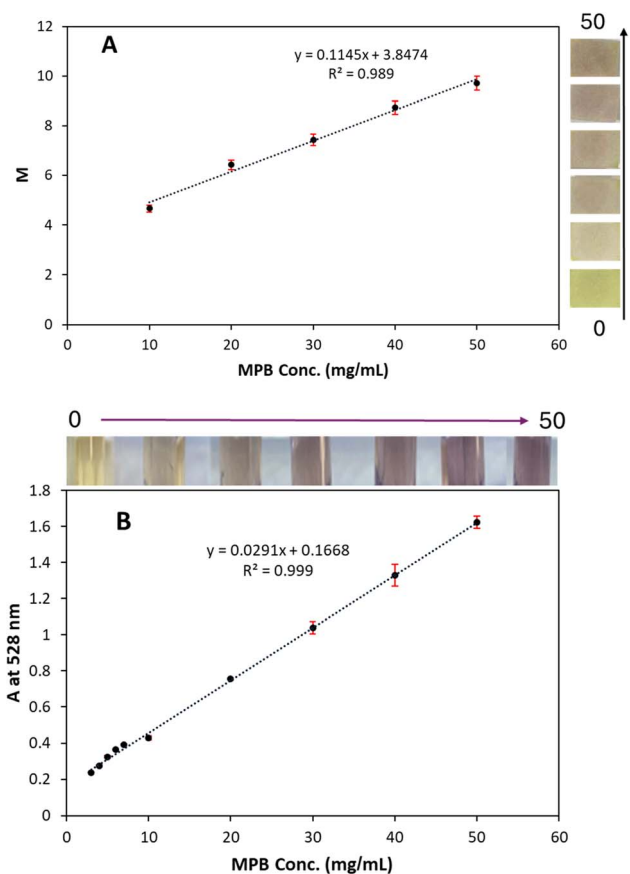 12
A
50
y = 0.1145x + 3.8474
R² = 0.989
10
8
M
6
4
2
0
0
0 10 20 30 40 50 60
MPB Conc. (mg/mL)
0 50
1.8
B
1.6
y = 0.0291x + 0.1668
R² = 0.999
1.4
1.2
1
A at 528 nm
0.8
0.6
0.4
0.2
0
0 10 20 30 40 50 60
MPB Conc. (mg/mL)